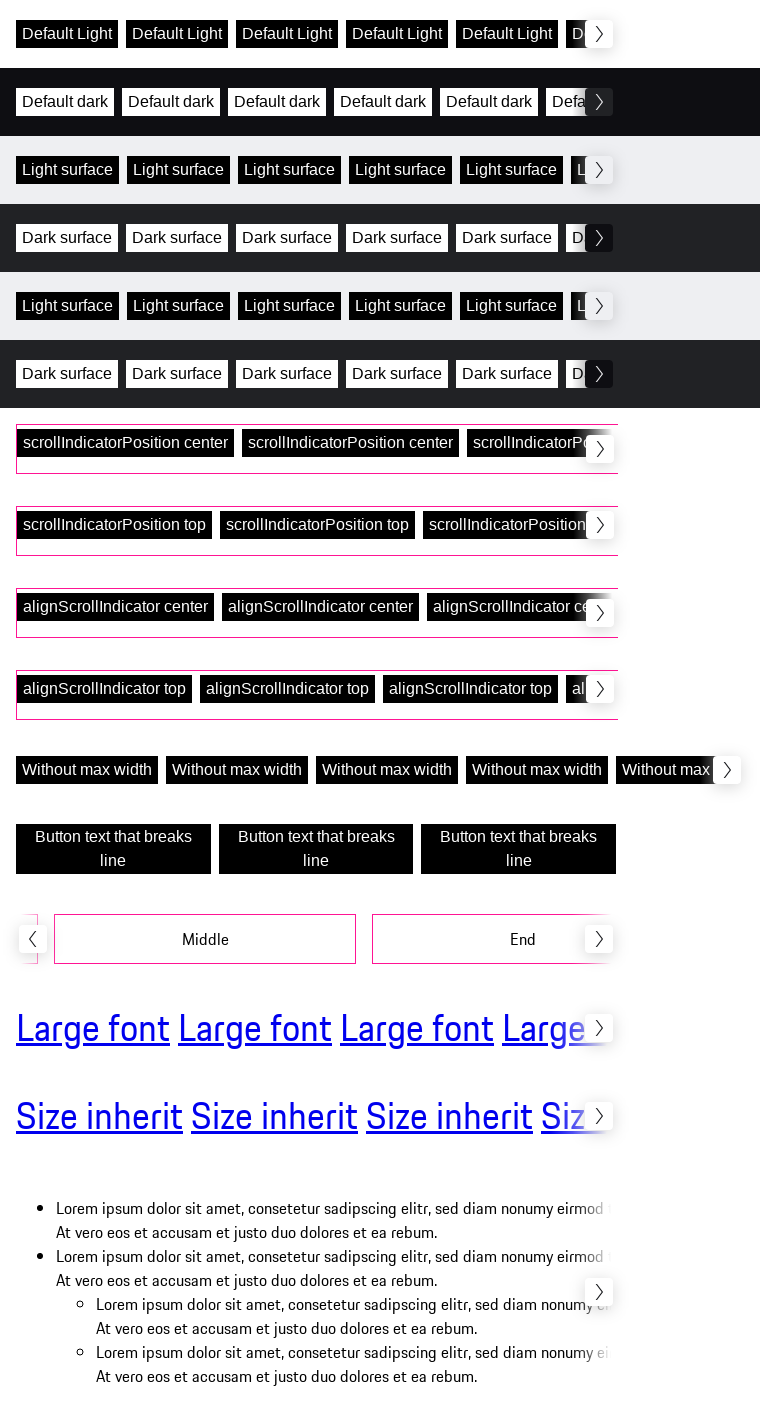 Default Light Default Light Default Light Default Light Default Light
Default dark Default dark Default dark Default dark Default dark
Light surface Light surface Light surface Light surface Light surface
Dark surface Dark surface Dark surface Dark surface Dark surface
Light surface Light surface Light surface Light surface Light surface
Dark surface Dark surface Dark surface Dark surface Dark surface
scrollIndicatorPosition center scrollIndicatorPosition center
scrollIndicatorPosition top scrollIndicatorPosition top scrollIndicatorPosition
alignScrollIndicator center alignScrollIndicator center alignScrollIndicator
alignScrollIndicator top alignScrollIndicator top alignScrollIndicator top
Without max width Without max width Without max width Without max width Without max
Button text that breaks Button text that breaks Button text that breaks
line line line
Middle End
Large font Large font Large font Large
Size inherit Size inherit Size inherit
Lorem ipsum dolor sit amet, consetetur sadipscing elitr, sed diam nonumy eirmod
At vero eos et accusam et justo duo dolores et ea rebum.
Lorem ipsum dolor sit amet, consetetur sadipscing elitr, sed diam nonumy eirmod
At vero eos et accusam et justo duo dolores et ea rebum.
Lorem ipsum dolor sit amet, consetetur sadipscing elitr, sed diam nonumy
At vero eos et accusam et justo duo dolores et ea rebum.
Lorem ipsum dolor sit amet, consetetur sadipscing elitr, sed diam nonumy
At vero eos et accusam et justo duo dolores et ea rebum.